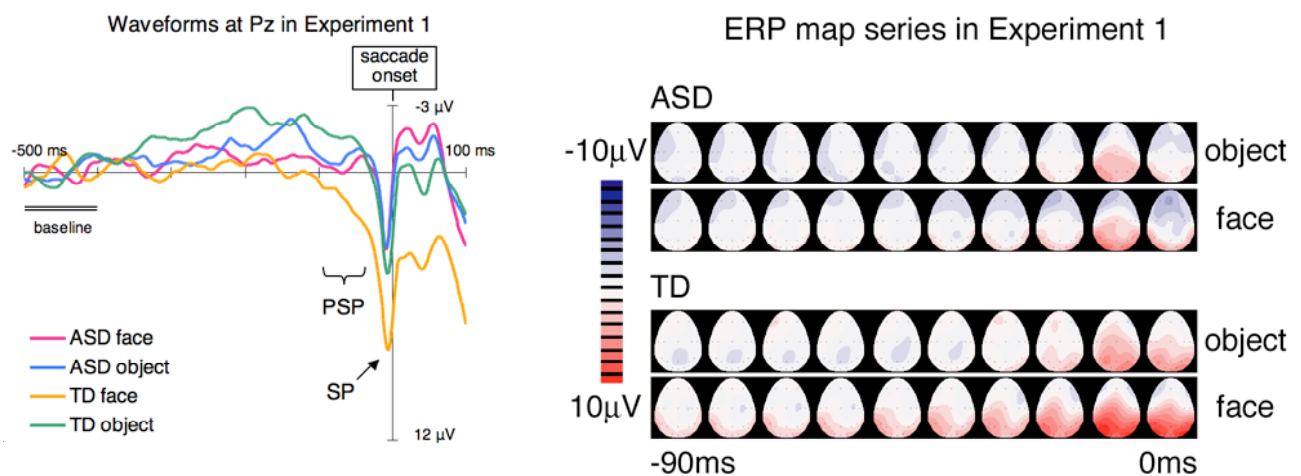 Waveforms at Pz in Experiment 1
saccade
onset
-3 µV
-500 ms
100 ms
baseline
PSP
SP
12 µV
ASD face
ASD object
TD face
TD object
ERP map series in Experiment 1
ASD
-10µV
object
face
TD
object
10µV
face
-90ms
0ms